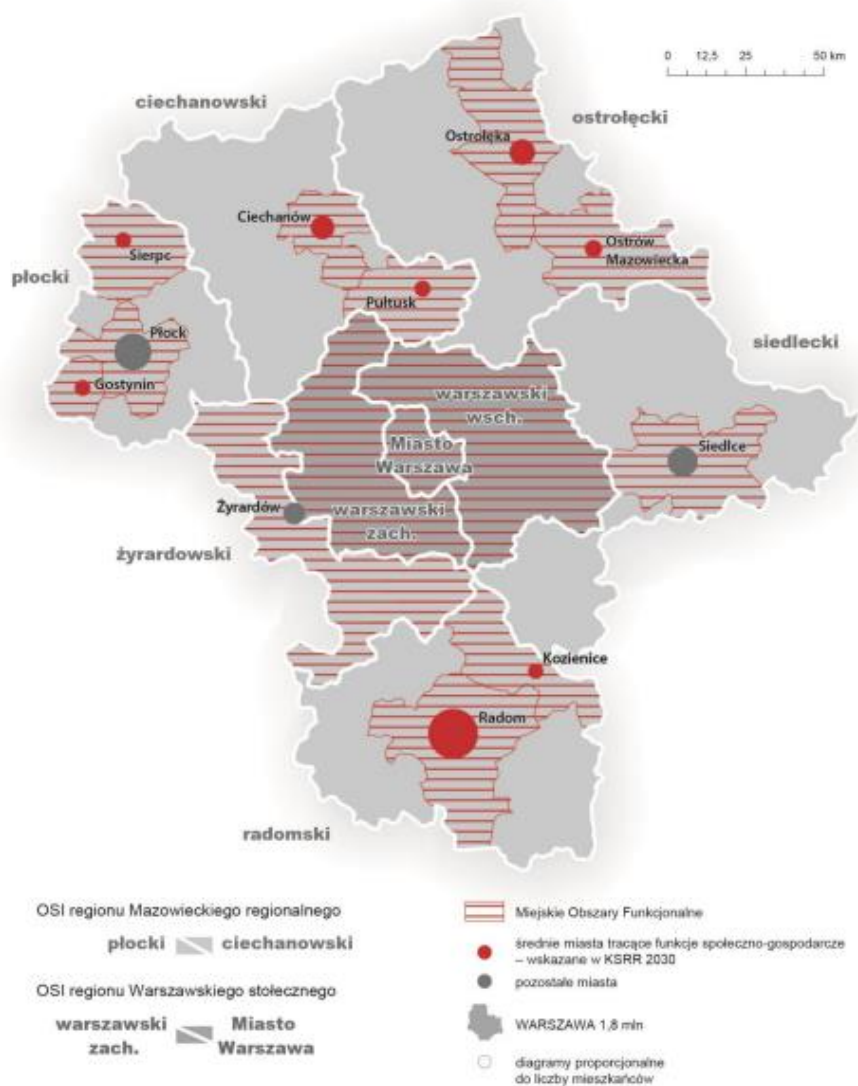 0 12,5 25 50 km
ciechanowski
ostrołęcki
Ostrołęka
Ciechanów
Sierpc
Ostrów
Mazowiecka
płocki
Pułtusk
Płock
siedlecki
Gostynin
warszawski
wsch.
Miasto
Warszawa
Siedlce
Żyrardów
warszawski
zach.
żyrardowski
Kozienice
Radom
radomski
OSI regionu Mazowieckiego regionalnego
płocki ciechanowski
OSI regionu Warszawskiego stołecznego
warszawski
zach.
Miasto
Warszawa
Miejskie Obszary Funkcjonalne
średnie miasta tracące funkcje społeczno-gospodarcze
– wskazane w KSRR 2030
pozostałe miasta
WARSZAWA 1,8 mln
diagramy proporcjonalne
do liczby mieszkańców